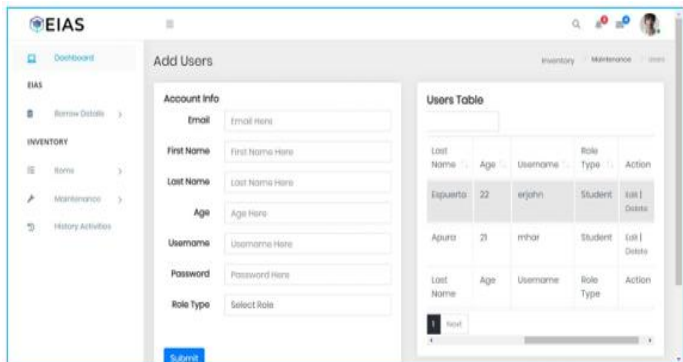 EIAS
Dashboard
EIAS
Borrow Details
INVENTORY
Items
Maintenance
History Activities
Add Users
Inventory / Maintenance / Users
Account Info
Email Email Here
First Name First Name Here
Last Name Last Name Here
Age Age Here
Username Username Here
Password Password Here
Role Type Select Role
Submit
Users Table
Last Name Age Username Role Type Action
Espuerto 22 erjohn Student Edit | Delete
Apura 21 mhar Student Edit | Delete
Last Name Age Username Role Type Action
1 Next